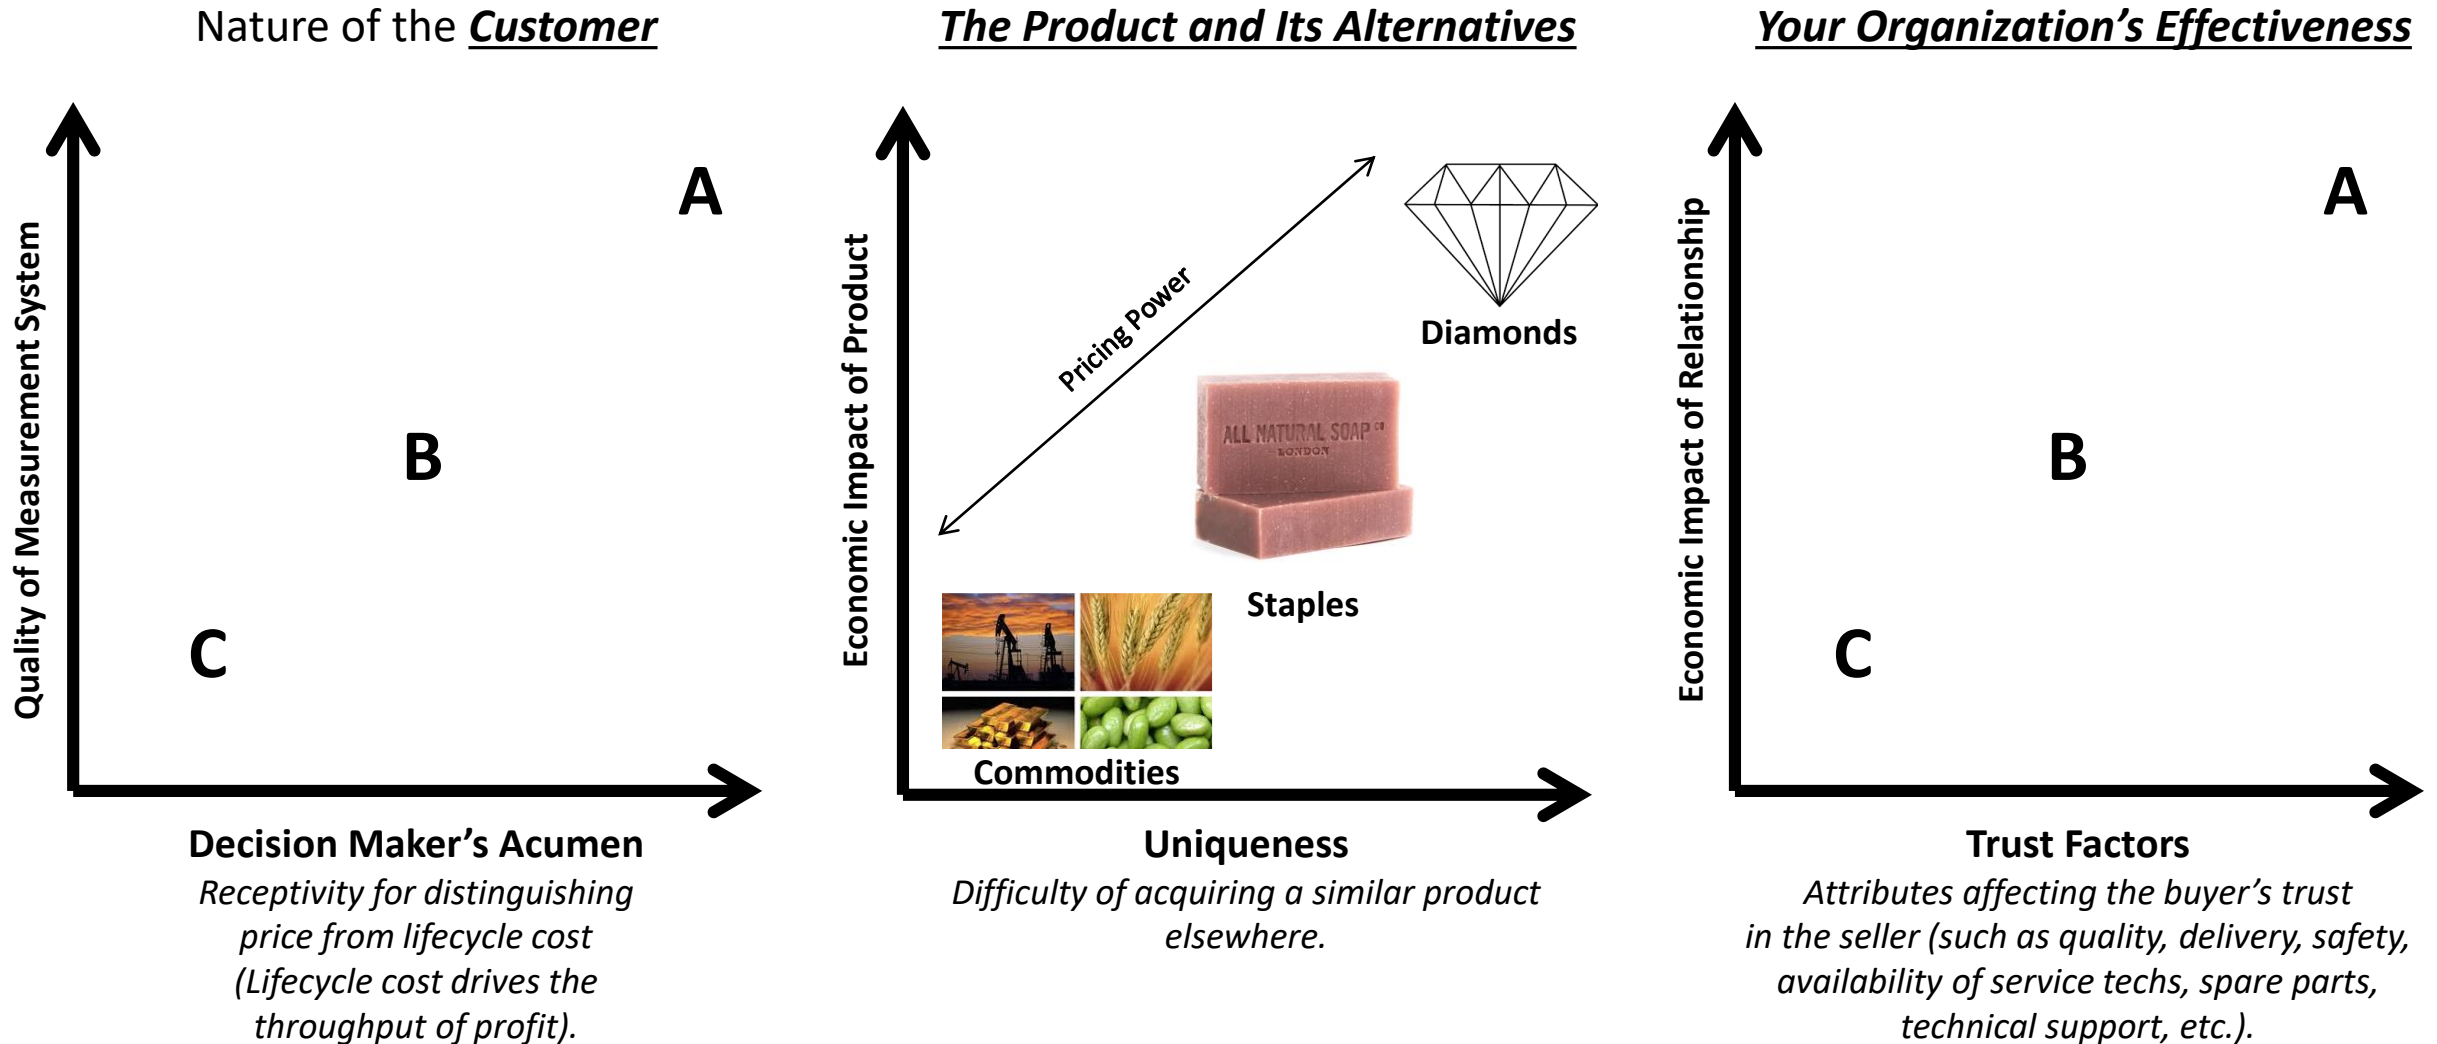 Nature of the Customer
Quality of Measurement System
A
B
C
Decision Maker’s Acumen
Receptivity for distinguishing
price from lifecycle cost
(Lifecycle cost drives the
throughput of profit).
The Product and Its Alternatives
Economic Impact of Product
Pricing Power
Diamonds
ALL NATURAL SOAP CO
LONDON
Staples
Commodities
Uniqueness
Difficulty of acquiring a similar product
elsewhere.
Your Organization’s Effectiveness
Economic Impact of Relationship
A
B
C
Trust Factors
Attributes affecting the buyer’s trust
in the seller (such as quality, delivery, safety,
availability of service techs, spare parts,
technical support, etc.).